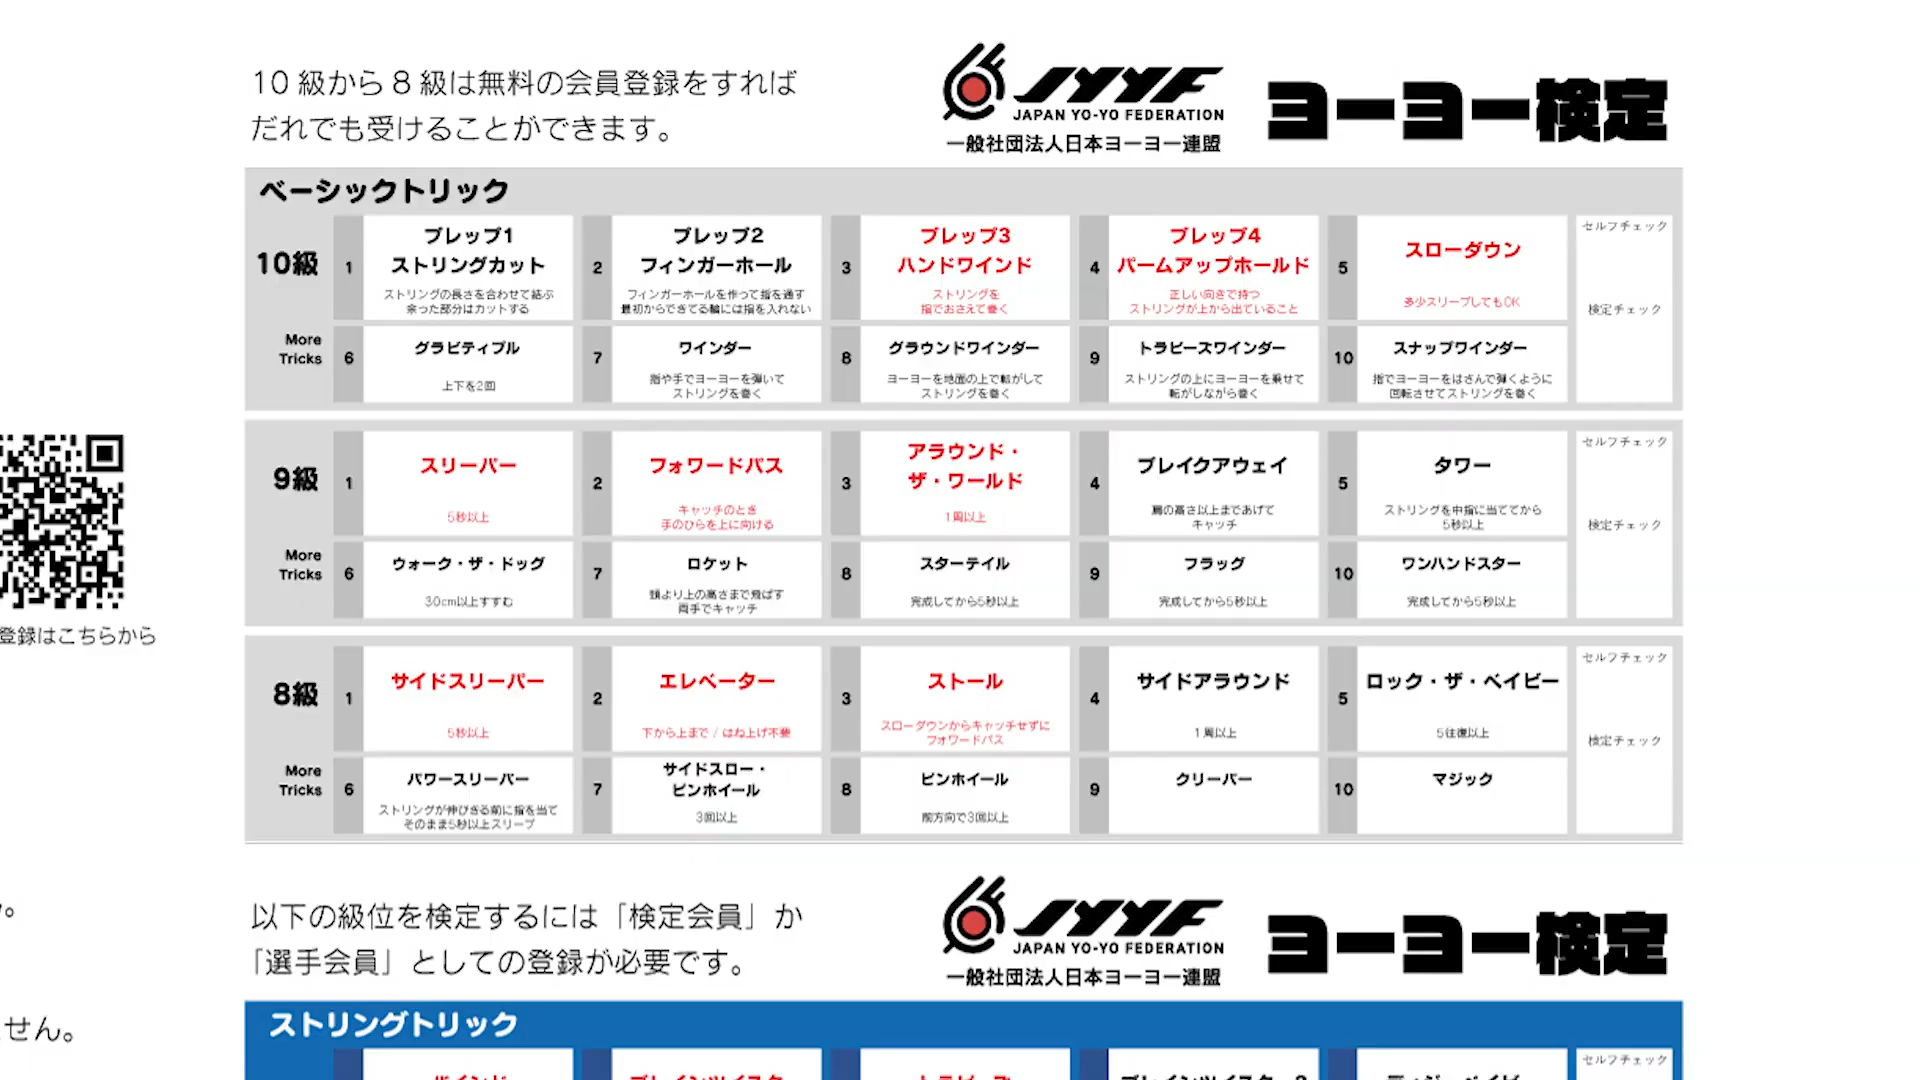 10級から8級は無料の会員登録をすれば
だれでも受けることができます。
JYYF
JAPAN YO-YO FEDERATION
一般社団法人日本ヨーヨー連盟
ヨーヨー検定
ベーシックトリック
10級
1
プレップ1
ストリングカット
ストリングの長さを合わせて結ぶ
余った部分はカットする
2
プレップ2
フィンガーホール
フィンガーホールを作って指を通す
最初からできてる輪には指を入れない
3
プレップ3
ハンドワインド
ストリングを
指でおさえて巻く
4
プレップ4
パームアップホールド
正しい向きで持つ
ストリングが上から出ていること
5
スローダウン
多少スリープしてもOK
セルフチェック
検定チェック
More
Tricks
6
グラビティプル
上下を2回
7
ワインダー
指や手でヨーヨーを弾いて
ストリングを巻く
8
グラウンドワインダー
ヨーヨーを地面の上で転がして
ストリングを巻く
9
トラピーズワインダー
ストリングの上にヨーヨーを乗せて
転がしながら巻く
10
スナップワインダー
指でヨーヨーをはさんで弾くように
回転させてストリングを巻く
9級
1
スリーパー
5秒以上
2
フォワードパス
キャッチのとき
手のひらを上に向ける
3
アラウンド・
ザ・ワールド
1周以上
4
ブレイクアウェイ
肩の高さ以上まであげて
キャッチ
5
タワー
ストリングを中指に当ててから
5秒以上
セルフチェック
検定チェック
More
Tricks
6
ウォーク・ザ・ドッグ
30cm以上すすむ
7
ロケット
頭より上の高さまで飛ばす
両手でキャッチ
8
スターテイル
完成してから5秒以上
9
フラッグ
完成してから5秒以上
10
ワンハンドスター
完成してから5秒以上
登録はこちらから
8級
1
サイドスリーパー
5秒以上
2
エレベーター
下から上まで / はね上げ不要
3
ストール
スローダウンからキャッチせずに
フォワードパス
4
サイドアラウンド
1周以上
5
ロック・ザ・ベイビー
5往復以上
セルフチェック
検定チェック
More
Tricks
6
パワースリーパー
ストリングが伸びきる前に指を当て
そのまま5秒以上スリープ
7
サイドスロー・
ピンホイール
3回以上
8
ピンホイール
前方向で3回以上
9
クリーパー
10
マジック
以下の級位を検定するには「検定会員」か
「選手会員」としての登録が必要です。
JYYF
JAPAN YO-YO FEDERATION
一般社団法人日本ヨーヨー連盟
ヨーヨー検定
せん。
ストリングトリック
セルフチェック